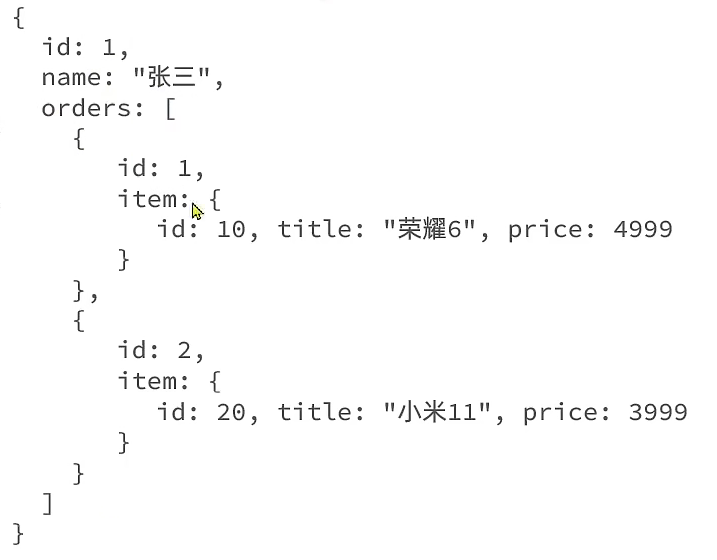 {
id: 1,
name: "张三",
orders: [
{
id: 1,
item: {
id: 10, title: "荣耀6", price: 4999
}
},
{
id: 2,
item: {
id: 20, title: "小米11", price: 3999
}
}
]
}